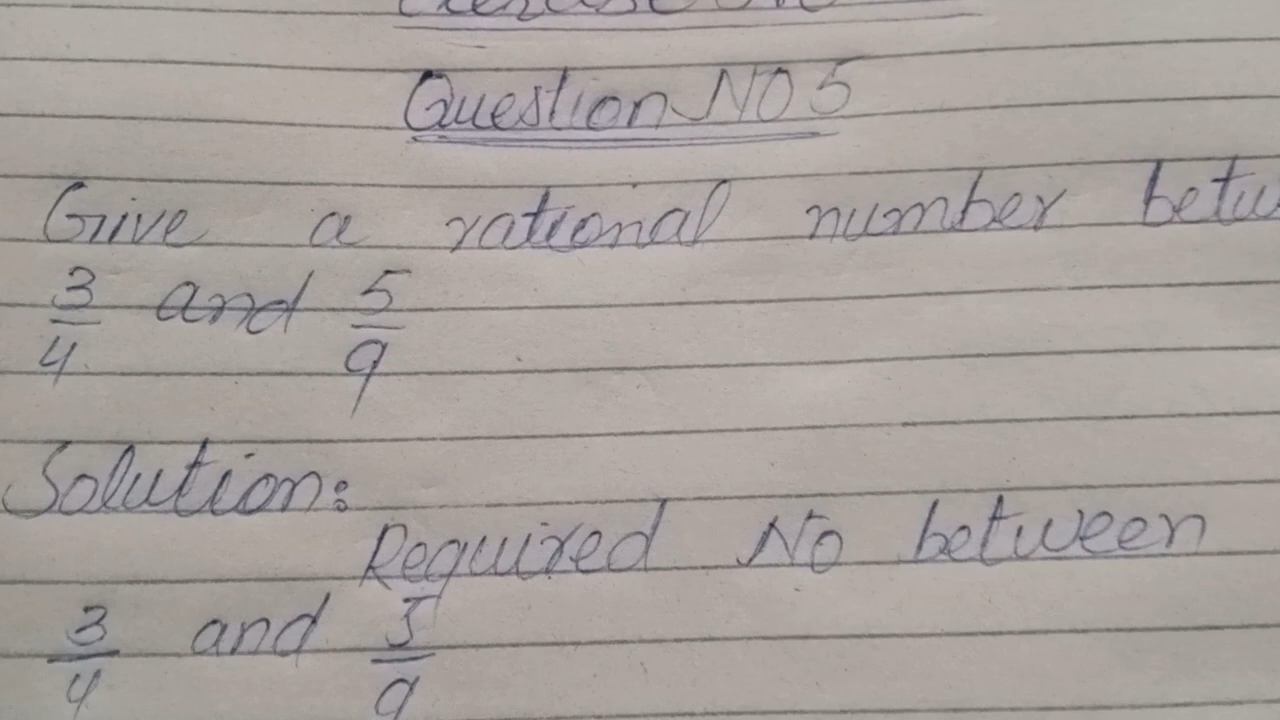 Question NO 5
Give a rational number
3/4 and 5/9
Solution:
Required No between
3/4 and 5/9